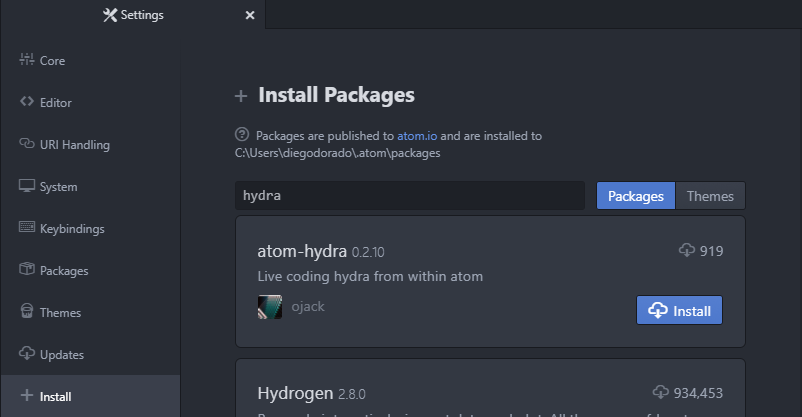 Settings
Core
Editor
URI Handling
System
Keybindings
Packages
Themes
Updates
Install
Install Packages
Packages are published to atom.io and are installed to
C:\Users\diegodorado\.atom\packages
hydra
Packages Themes
atom-hydra 0.2.10 919
Live coding hydra from within atom
ojack
Install
Hydrogen 2.8.0 934,453